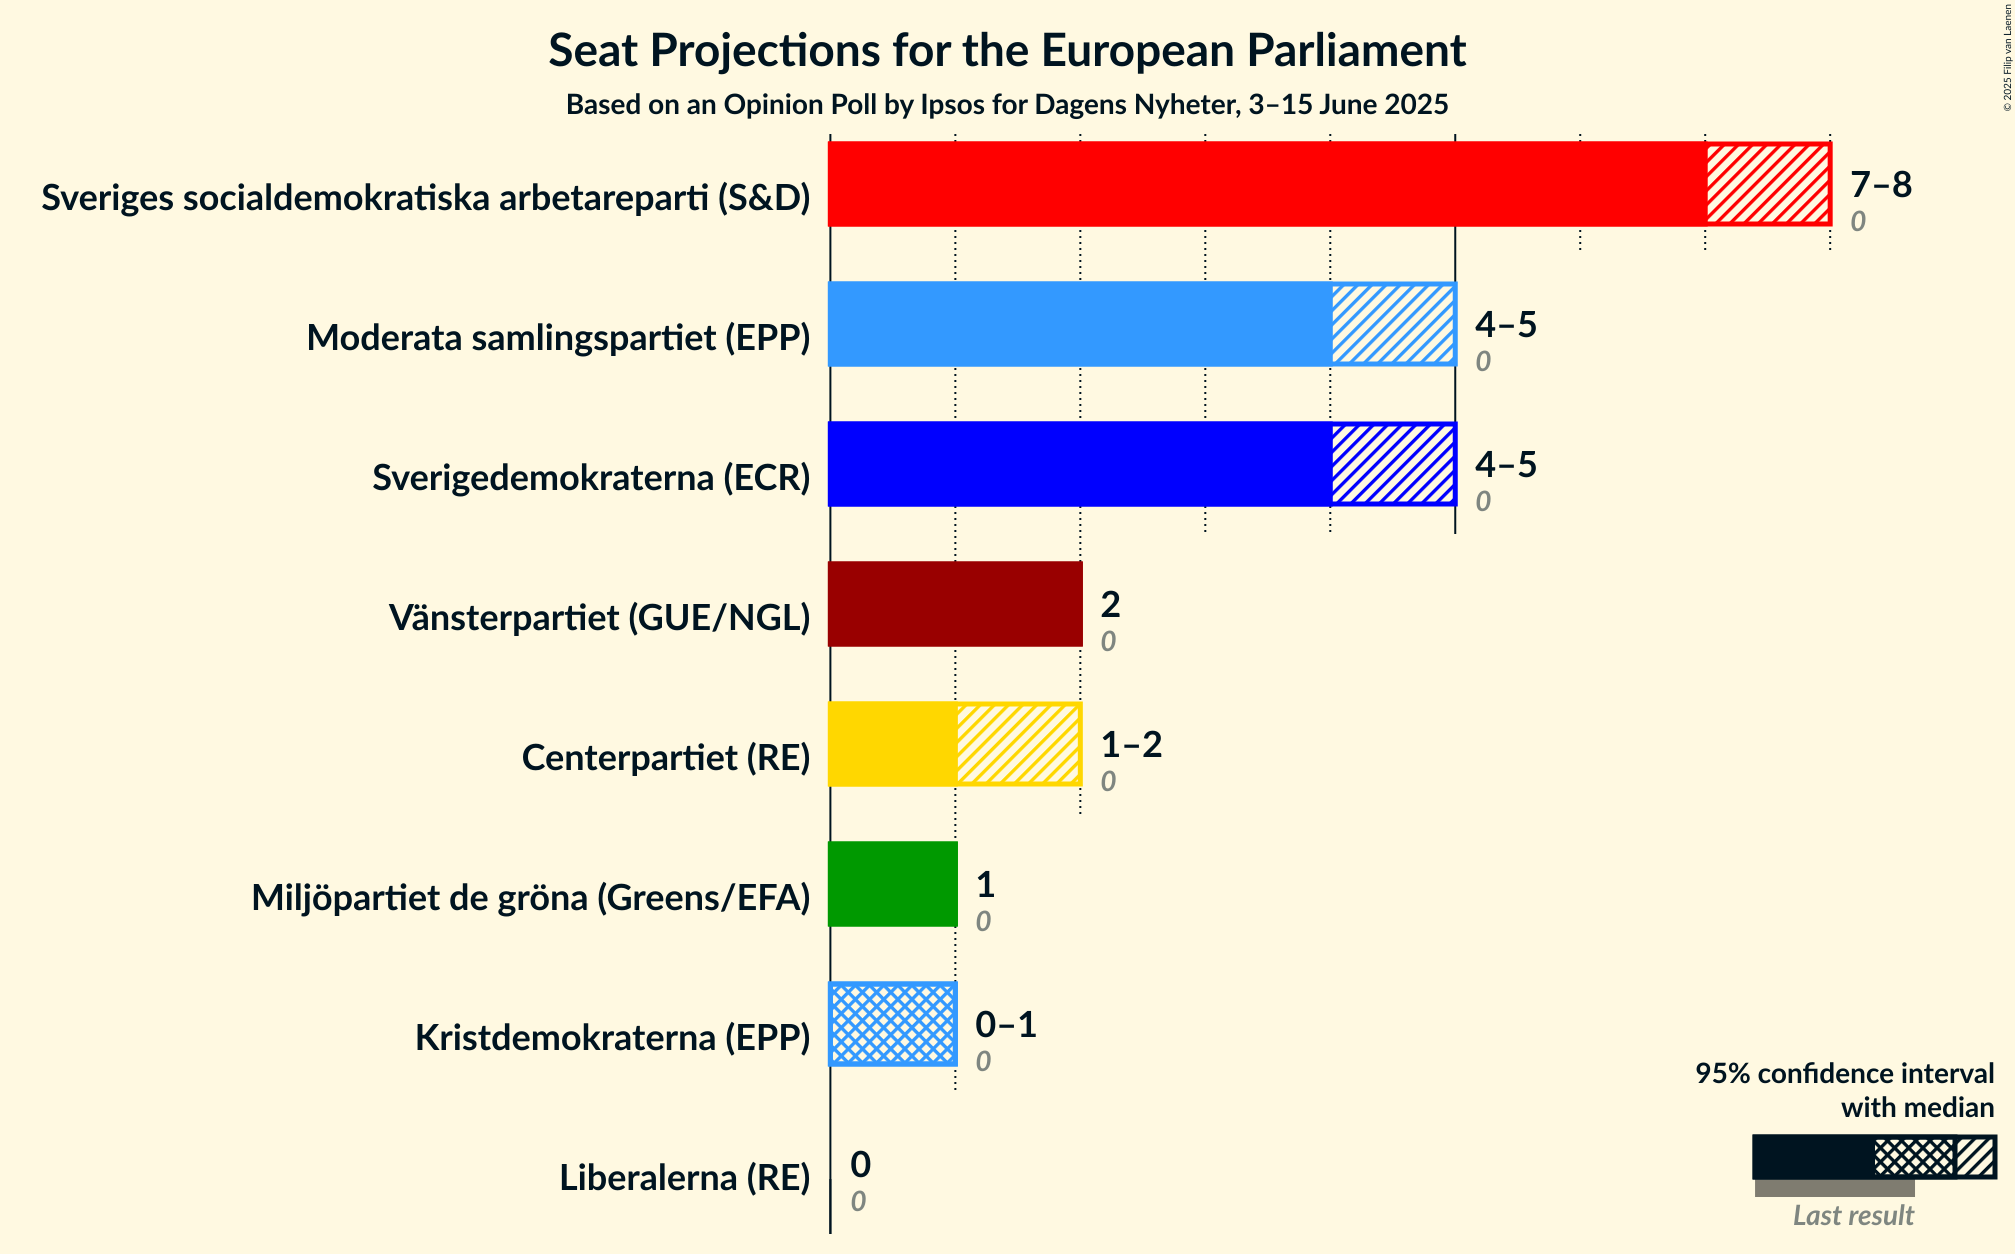 Seat Projections for the European Parliament
Based on an Opinion Poll by Ipsos for Dagens Nyheter, 3–15 June 2025
© 2025 Filip van Laenen
Sveriges socialdemokratiska arbetareparti (S&D)
7–8
0
Moderata samlingspartiet (EPP)
4–5
0
Sverigedemokraterna (ECR)
4–5
0
Vänsterpartiet (GUE/NGL)
2
0
Centerpartiet (RE)
1–2
0
Miljöpartiet de gröna (Greens/EFA)
1
0
Kristdemokraterna (EPP)
0–1
0
Liberalerna (RE)
0
0
95% confidence interval
with median
Last result